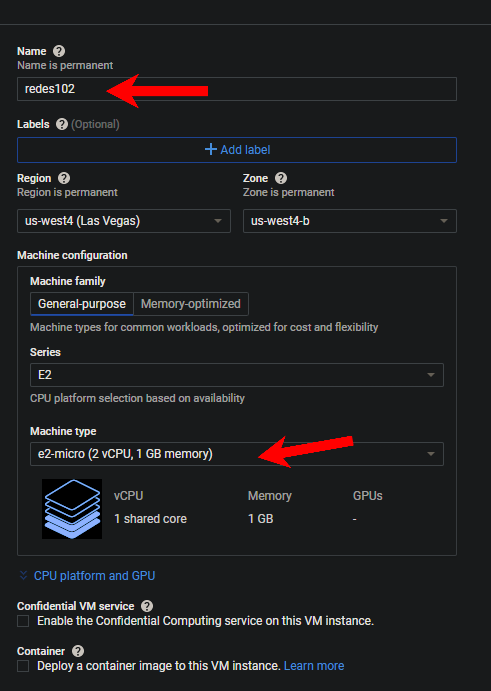 Name ?
Name is permanent
redes102
Labels ? (Optional)
+ Add label
Region ? Zone ?
Region is permanent Zone is permanent
us-west4 (Las Vegas) us-west4-b
Machine configuration
Machine family
General-purpose Memory-optimized
Machine types for common workloads, optimized for cost and flexibility
Series
E2
CPU platform selection based on availability
Machine type
e2-micro (2 vCPU, 1 GB memory)
vCPU Memory GPUs
1 shared core 1 GB -
CPU platform and GPU
Confidential VM service ?
Enable the Confidential Computing service on this VM instance.
Container ?
Deploy a container image to this VM instance. Learn more